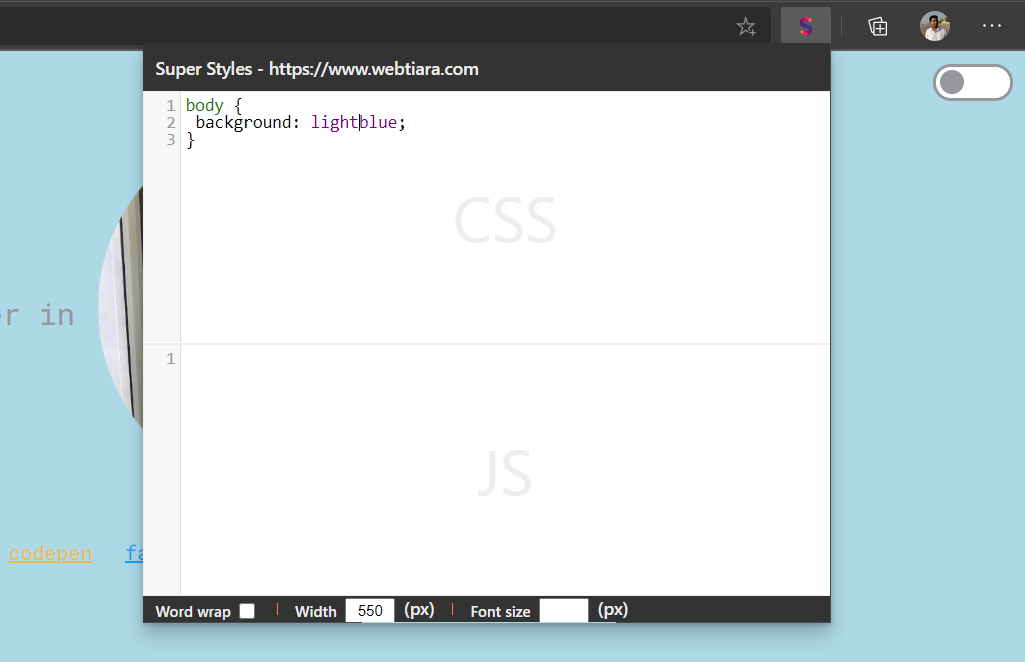 S
Super Styles - https://www.webtiara.com
1 body {
2 background: lightblue;
3 }
CSS
er in
1
JS
codepen fa
Word wrap Width 550 (px) Font size (px)